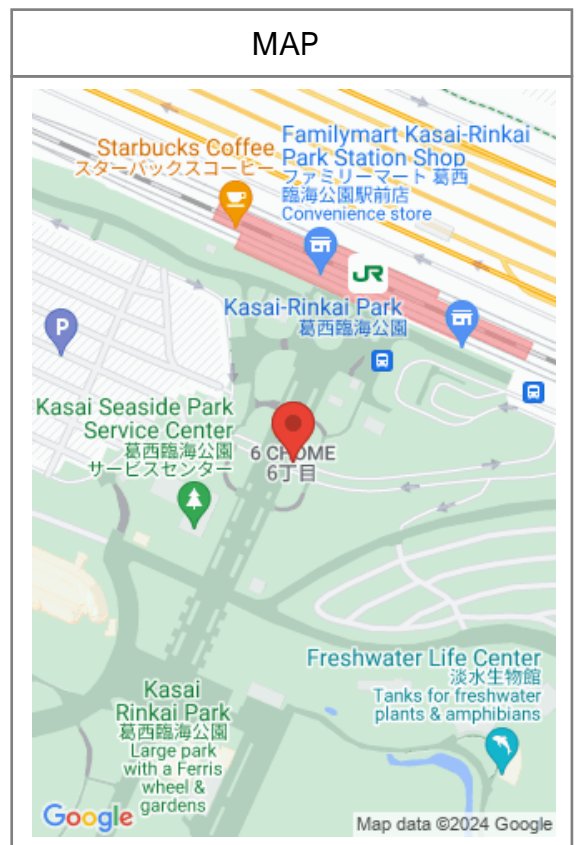 MAP
Starbucks Coffee
スターバックスコーヒー
Familymart Kasai-Rinkai
Park Station Shop
ファミリーマート 葛西
臨海公園駅前店
Convenience store
JR
Kasai-Rinkai Park
葛西臨海公園
P
Kasai Seaside Park
Service Center
葛西臨海公園
サービスセンター
6 CHOME
6丁目
Freshwater Life Center
淡水生物館
Tanks for freshwater
plants & amphibians
Kasai
Rinkai Park
葛西臨海公園
Large park
with a Ferris
wheel &
gardens
Google
Map data ©2024 Google